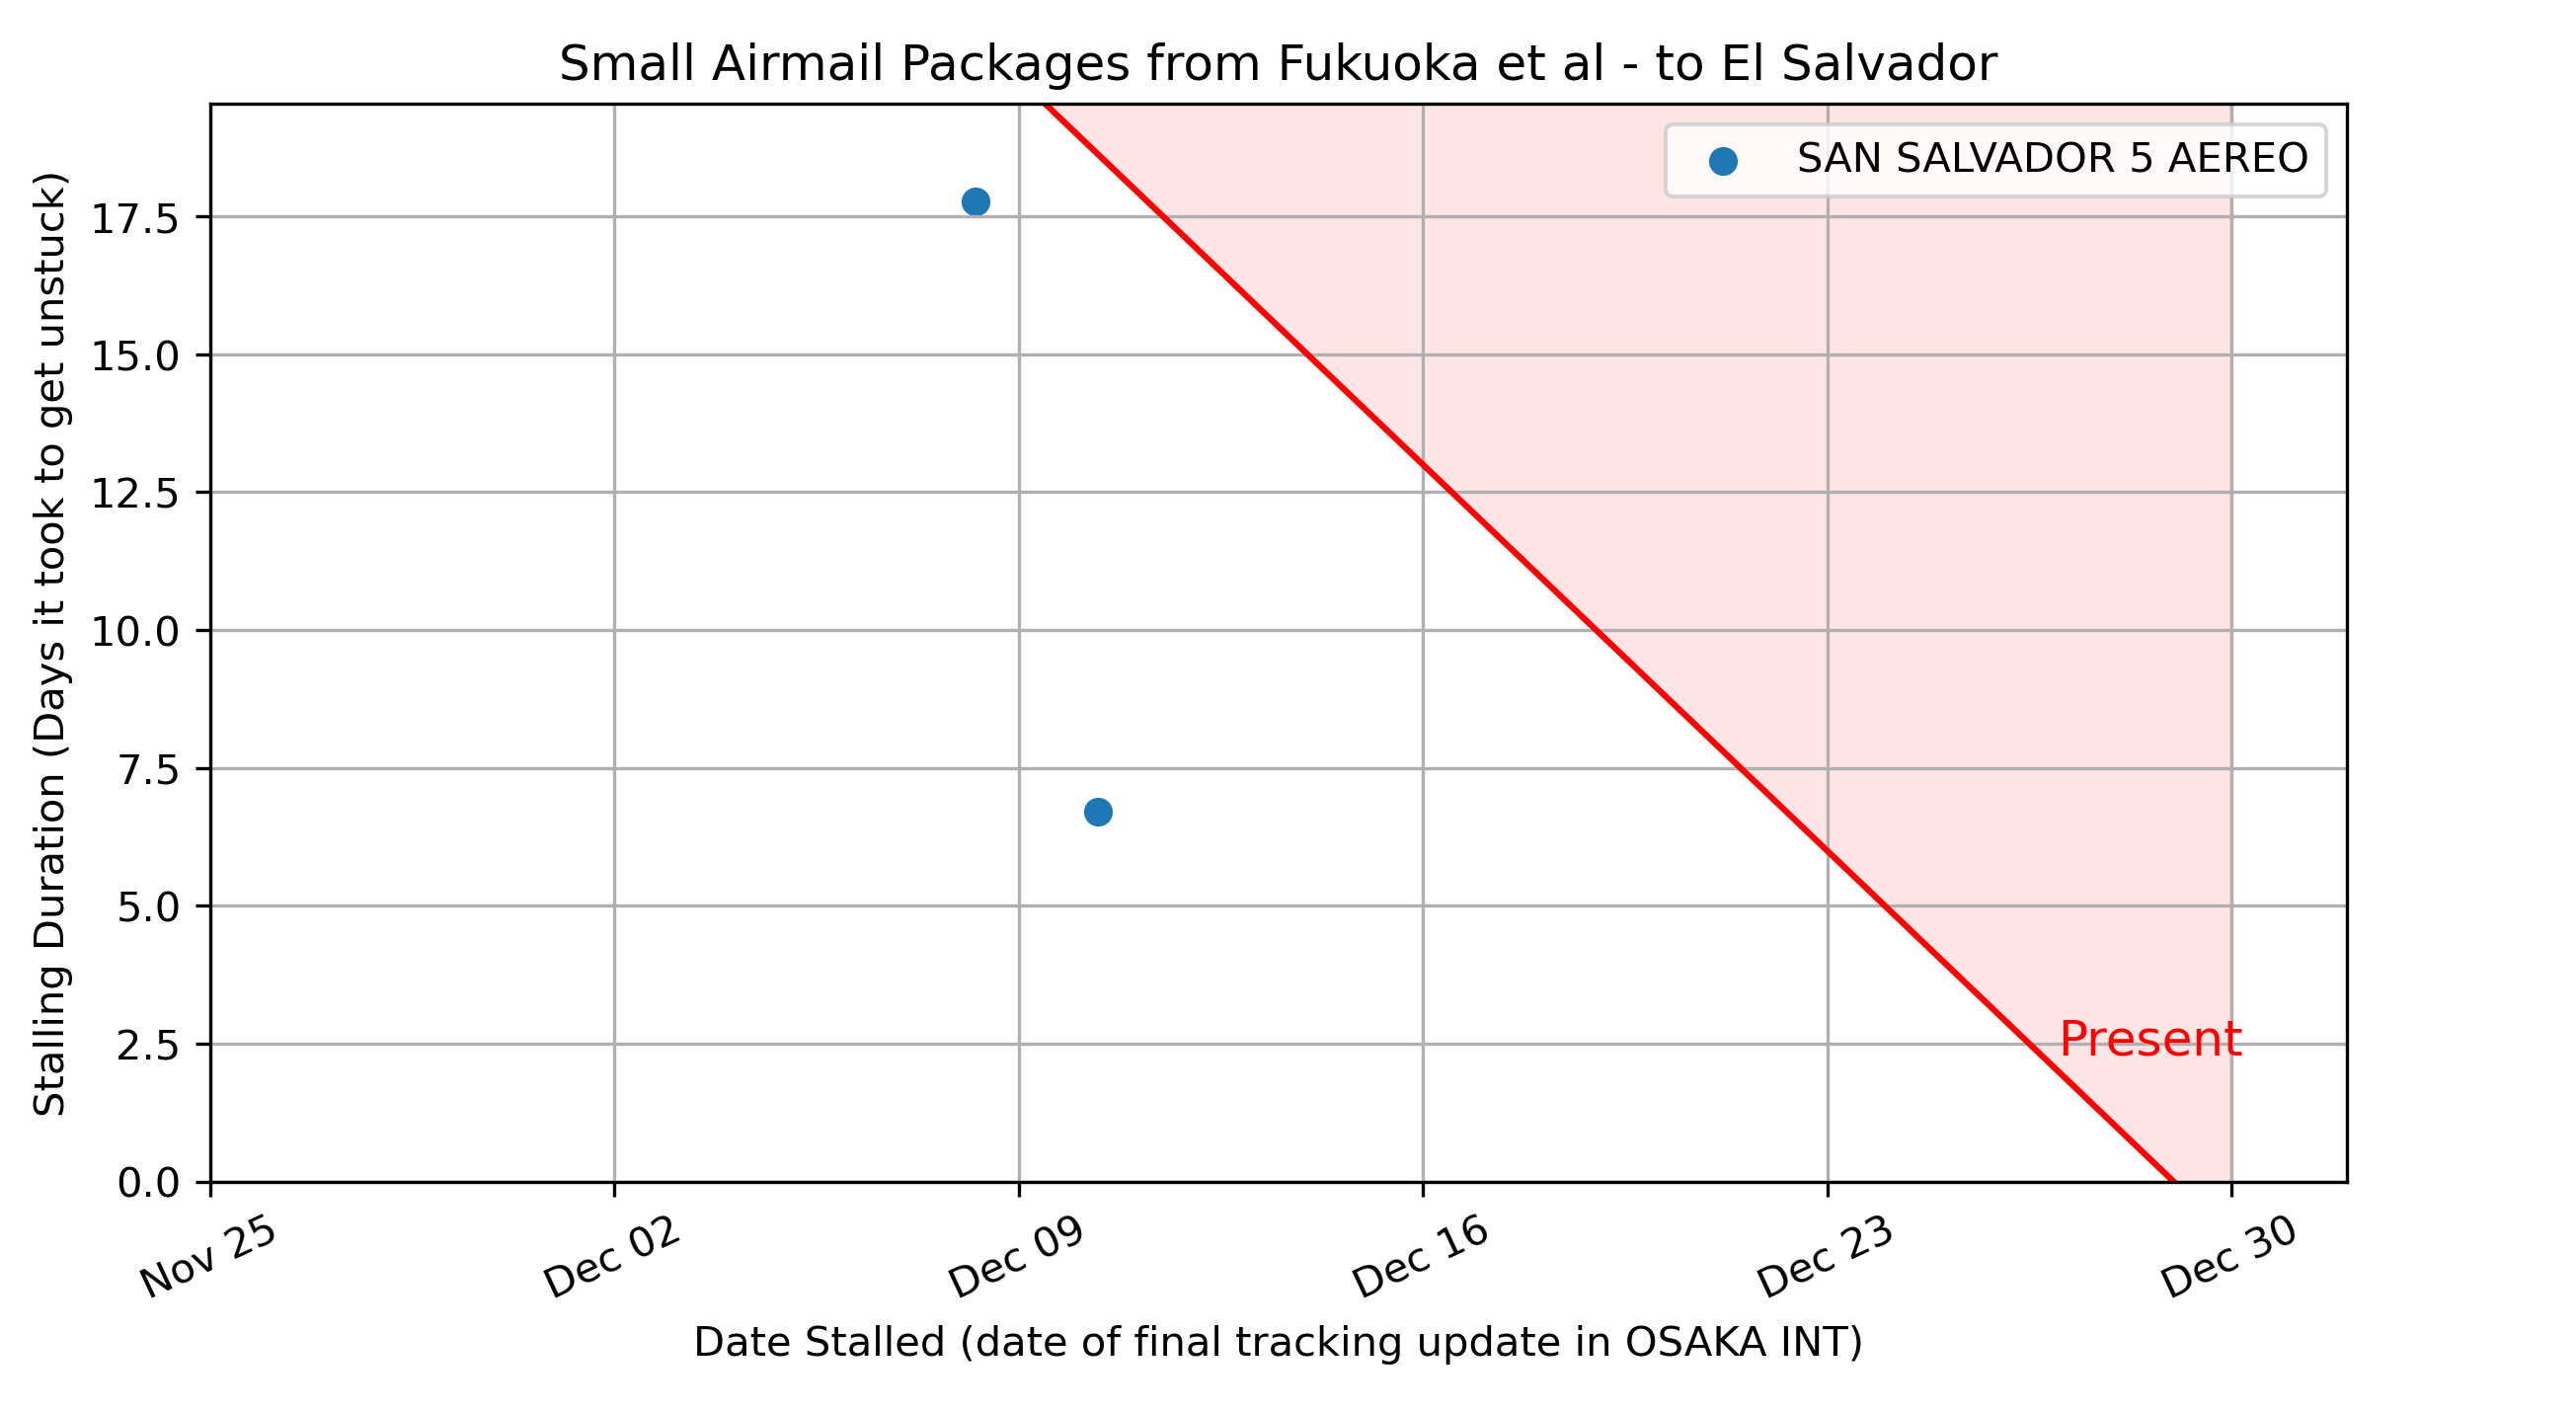 Small Airmail Packages from Fukuoka et al - to El Salvador
SAN SALVADOR 5 AEREO
Stalling Duration (Days it took to get unstuck)
17.5
15.0
12.5
10.0
7.5
5.0
2.5
0.0
Present
Nov 25
Dec 02
Dec 09
Dec 16
Dec 23
Dec 30
Date Stalled (date of final tracking update in OSAKA INT)